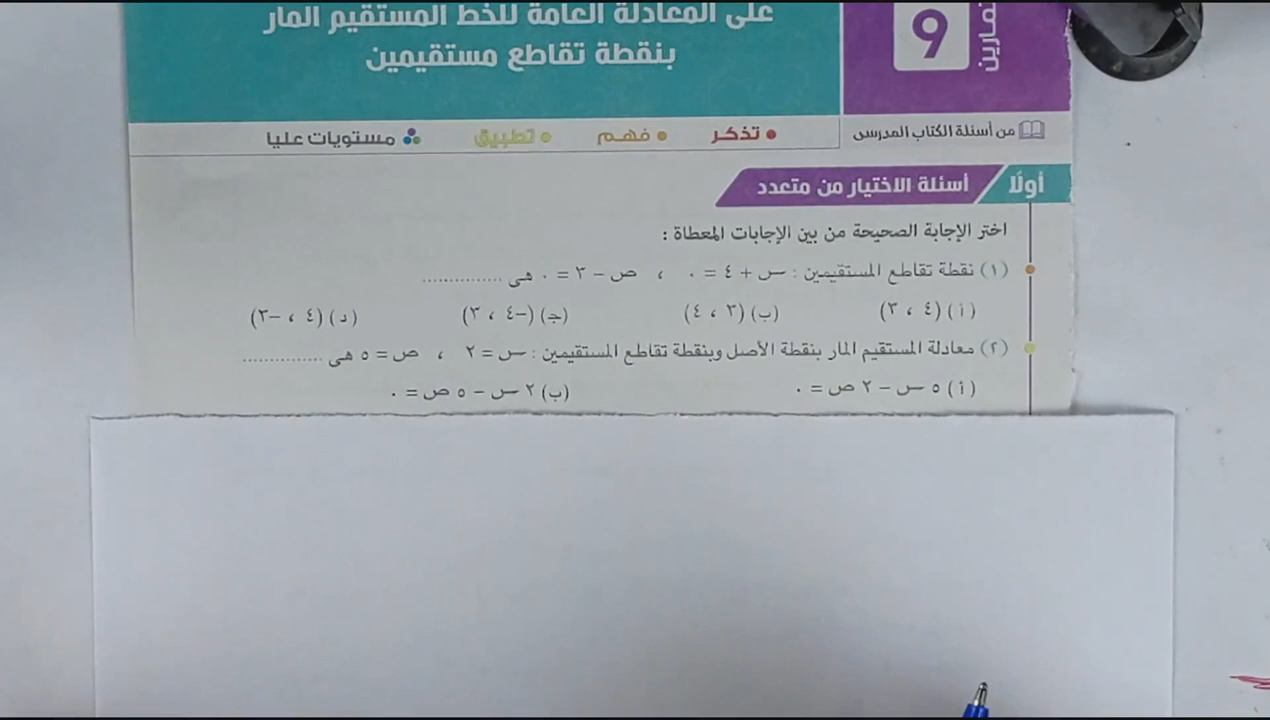 تمارين
9
على المعادلة العامة للخط المستقيم المار
بنقطة تقاطع مستقيمين
من أسئلة الكتاب المدرسى
• تذكر • فهم • تطبيق مستويات عليا
أولًا أسئلة الاختيار من متعدد
اختر الإجابة الصحيحة من بين الإجابات المعطاة :
(١) نقطة تقاطع المستقيمين : س + ٤ = ٠ ، ص − ٣ = ٠ هى ...............
(أ) (٤ ، ٣) (ب) (٣ ، ٤) (جـ) (−٤ ، ٣) (د) (٤ ، −٣)
(٢) معادلة المستقيم المار بنقطة الأصل وبنقطة تقاطع المستقيمين : س = ٢ ، ص = ٥ هى ...............
(أ) ٥ س − ٢ ص = ٠ (ب) ٢ س − ٥ ص = ٠